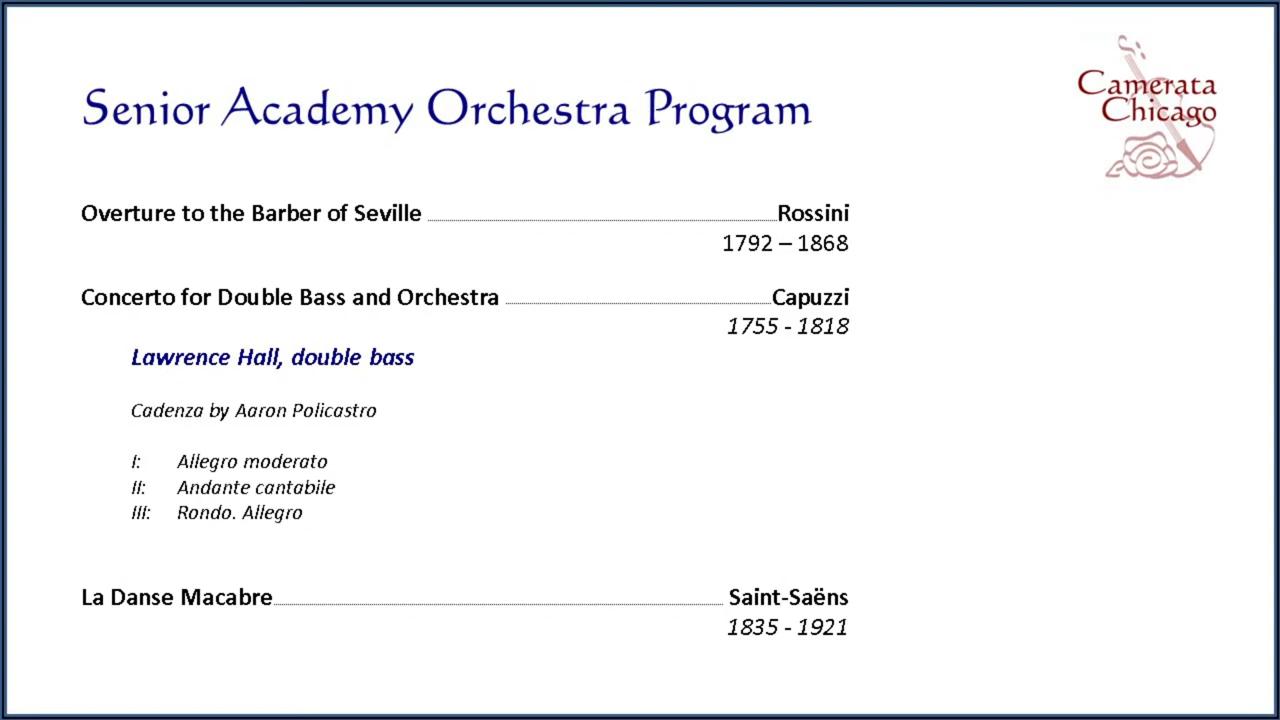 Camerata
Chicago
Senior Academy Orchestra Program
Overture to the Barber of Seville Rossini
1792 – 1868
Concerto for Double Bass and Orchestra Capuzzi
1755 - 1818
Lawrence Hall, double bass
Cadenza by Aaron Policastro
I: Allegro moderato
II: Andante cantabile
III: Rondo. Allegro
La Danse Macabre Saint-Saëns
1835 - 1921